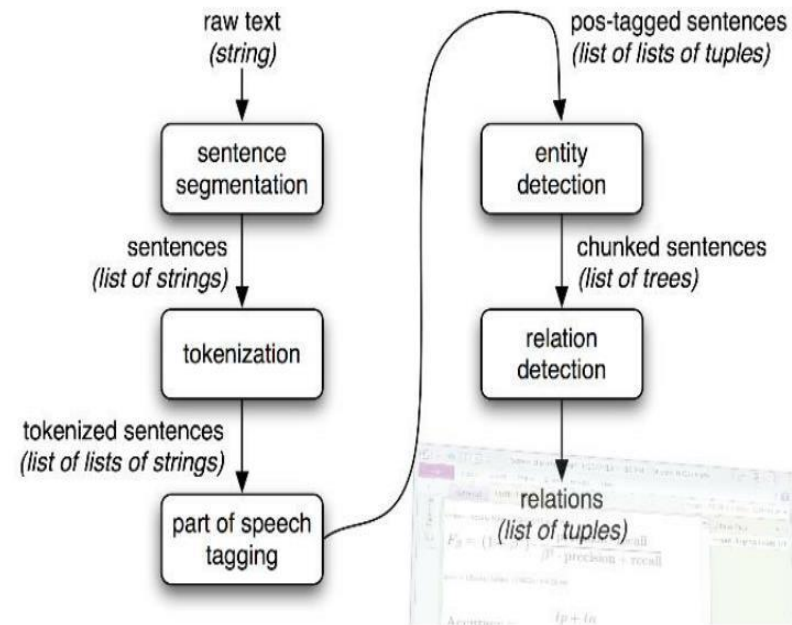 raw text
(string)
sentence
segmentation
sentences
(list of strings)
tokenization
tokenized sentences
(list of lists of strings)
part of speech
tagging
pos-tagged sentences
(list of lists of tuples)
entity
detection
chunked sentences
(list of trees)
relation
detection
relations
(list of tuples)
precision + recall